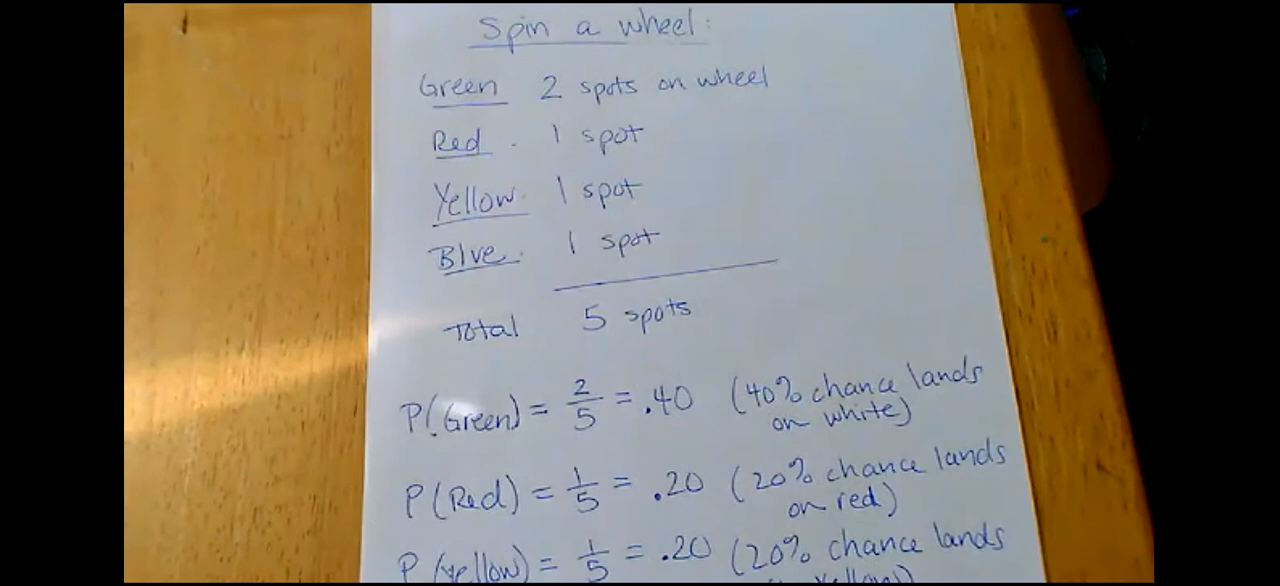 Spin a wheel:
Green 2 spots on wheel
Red. 1 spot
Yellow. 1 spot
Blue. 1 spot
Total 5 spots
P(Green) = 2/5 = .40 (40% chance lands
on white)
P(Red) = 1/5 = .20 (20% chance lands
on red)
P(yellow) = 1/5 = .20 (20% chance lands
yellow)